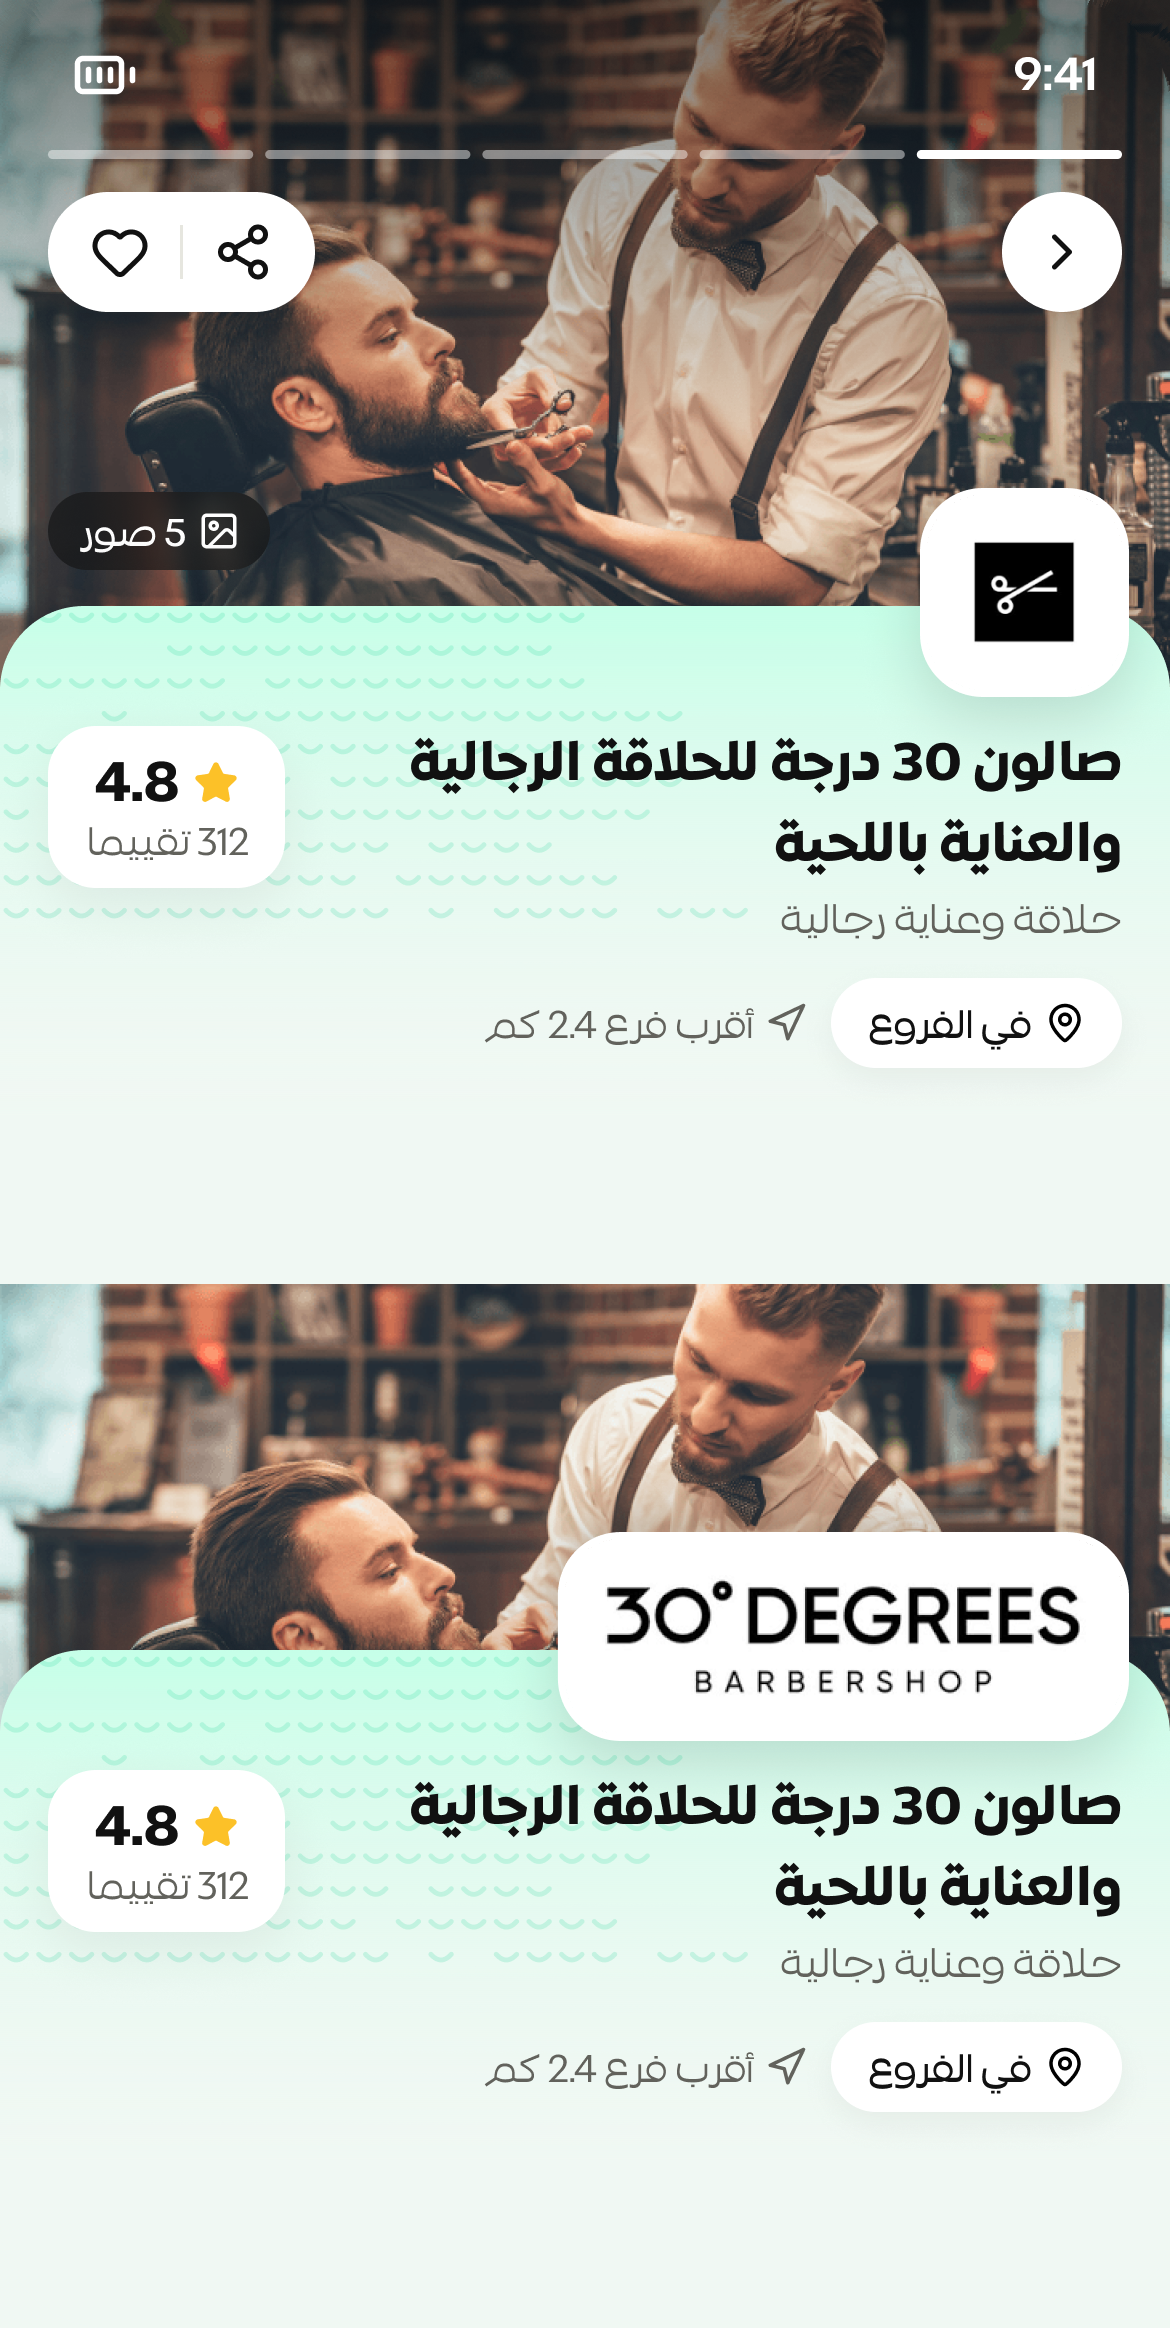 9:41
5 صور
صالون 30 درجة للحلاقة الرجالية
والعناية باللحية
4.8
312 تقييما
حلاقة وعناية رجالية
في الفروع
أقرب فرع 2.4 كم
30° DEGREES
BARBERSHOP
صالون 30 درجة للحلاقة الرجالية
والعناية باللحية
4.8
312 تقييما
حلاقة وعناية رجالية
في الفروع
أقرب فرع 2.4 كم